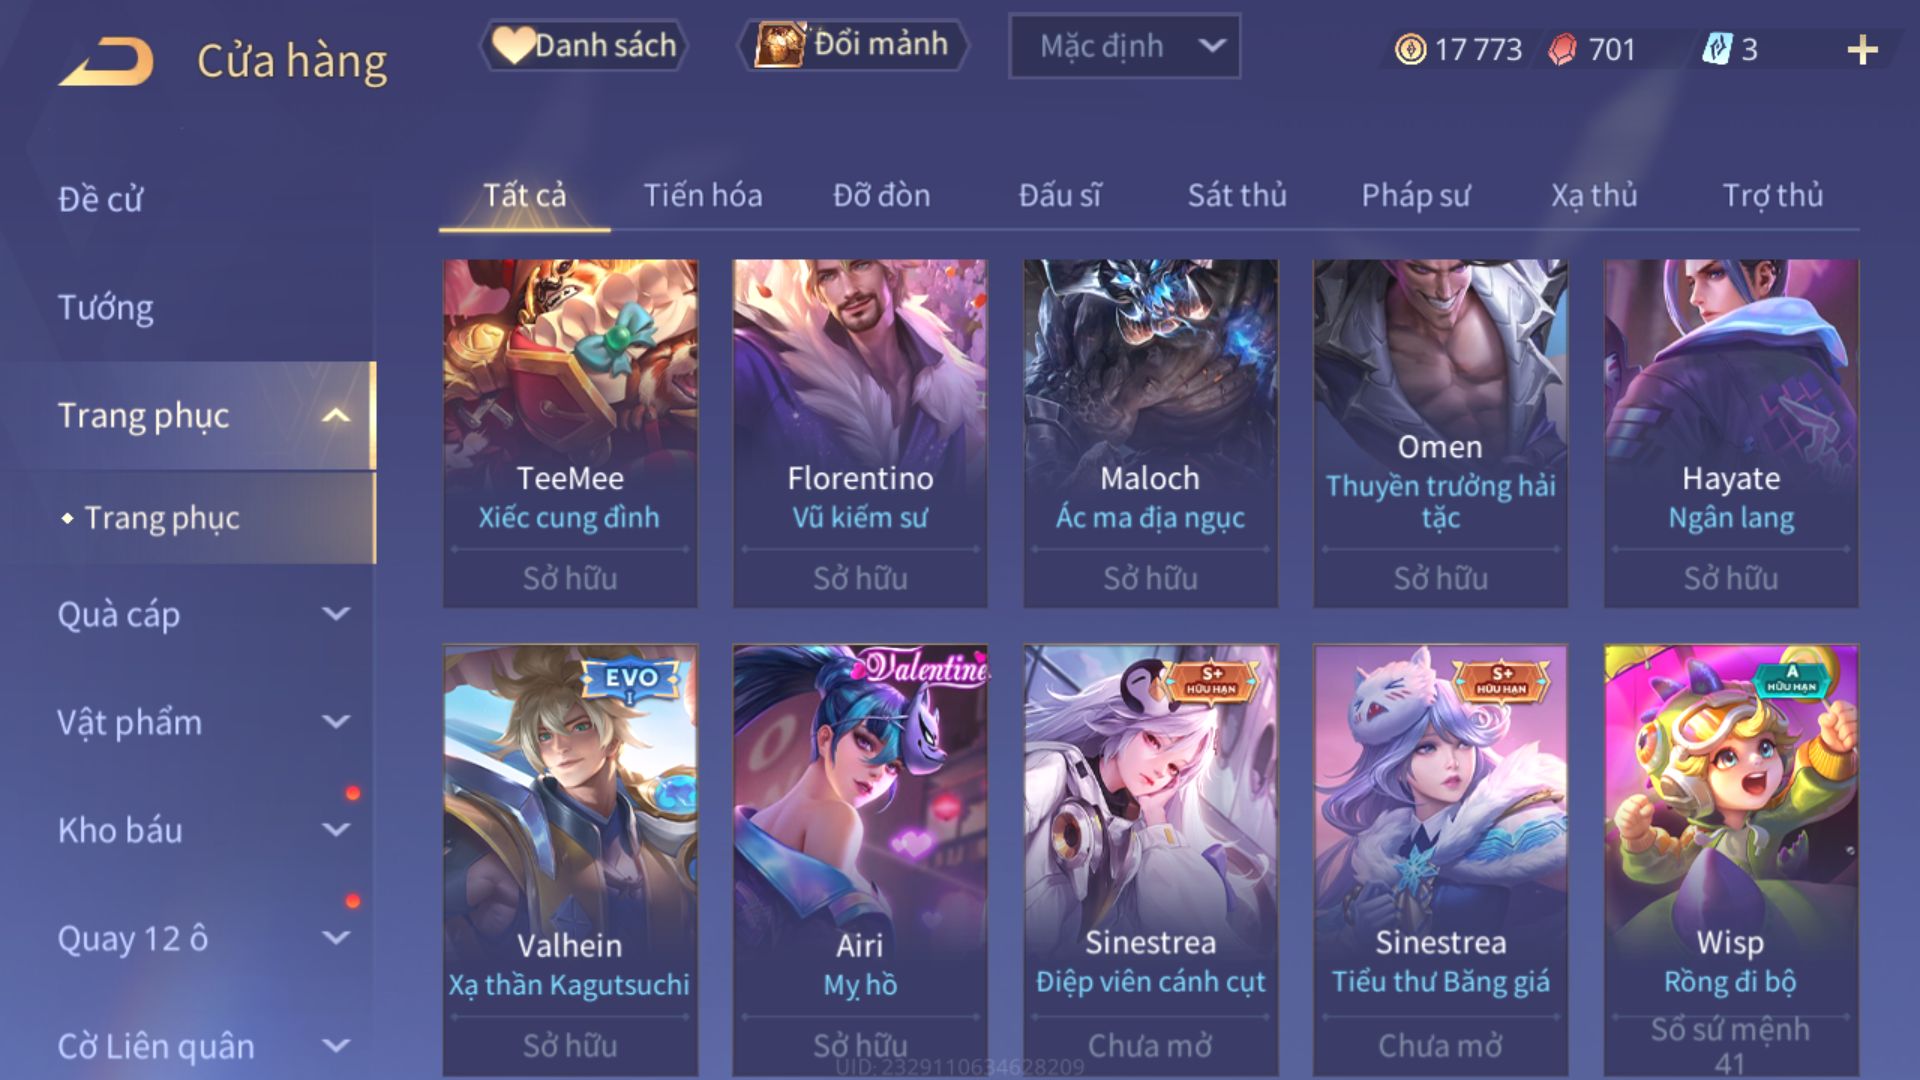 Cửa hàng
Danh sách
Đổi mảnh
Mặc định
17 773
701
3
Đề cử
Tướng
Trang phục
Trang phục
Quà cáp
Vật phẩm
Kho báu
Quay 12 ô
Cờ Liên quân
Tất cả
Tiến hóa
Đỡ đòn
Đấu sĩ
Sát thủ
Pháp sư
Xạ thủ
Trợ thủ
TeeMee
Xiếc cung đình
Sở hữu
Florentino
Vũ kiếm sư
Sở hữu
Maloch
Ác ma địa ngục
Sở hữu
Omen
Thuyền trưởng hải
tặc
Sở hữu
Hayate
Ngân lang
Sở hữu
EVO
I
Valhein
Xạ thần Kagutsuchi
Sở hữu
Valentine
Airi
Mỵ hồ
Sở hữu
S+
HỮU HẠN
Sinestrea
Điệp viên cánh cụt
Chưa mở
S+
HỮU HẠN
Sinestrea
Tiểu thư Băng giá
Chưa mở
A
HỮU HẠN
Wisp
Rồng đi bộ
Sổ sứ mệnh
41
UID: 2329110634628209